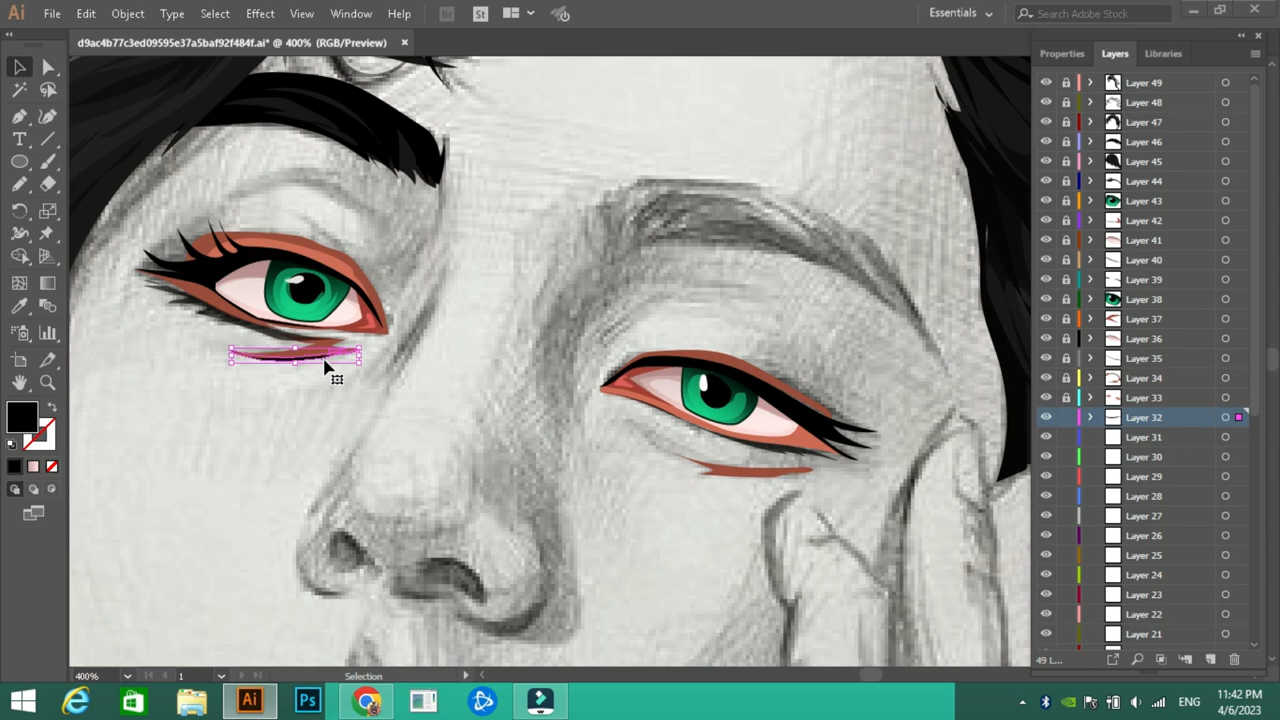 Ai File Edit Object Type Select Effect View Window Help Br St Essentials Search Adobe Stock
d9ac4b77c3ed09595e37a5baf92f484f.ai* @ 400% (RGB/Preview) ×
Properties Layers Libraries
Layer 49
Layer 48
Layer 47
Layer 46
Layer 45
Layer 44
Layer 43
Layer 42
Layer 41
Layer 40
Layer 39
Layer 38
Layer 37
Layer 36
Layer 35
Layer 34
Layer 33
Layer 32
Layer 31
Layer 30
Layer 29
Layer 28
Layer 27
Layer 26
Layer 25
Layer 24
Layer 23
Layer 22
Layer 21
49 L...
400% 1 Selection
Ai Ps ENG
11:42 PM
4/6/2023